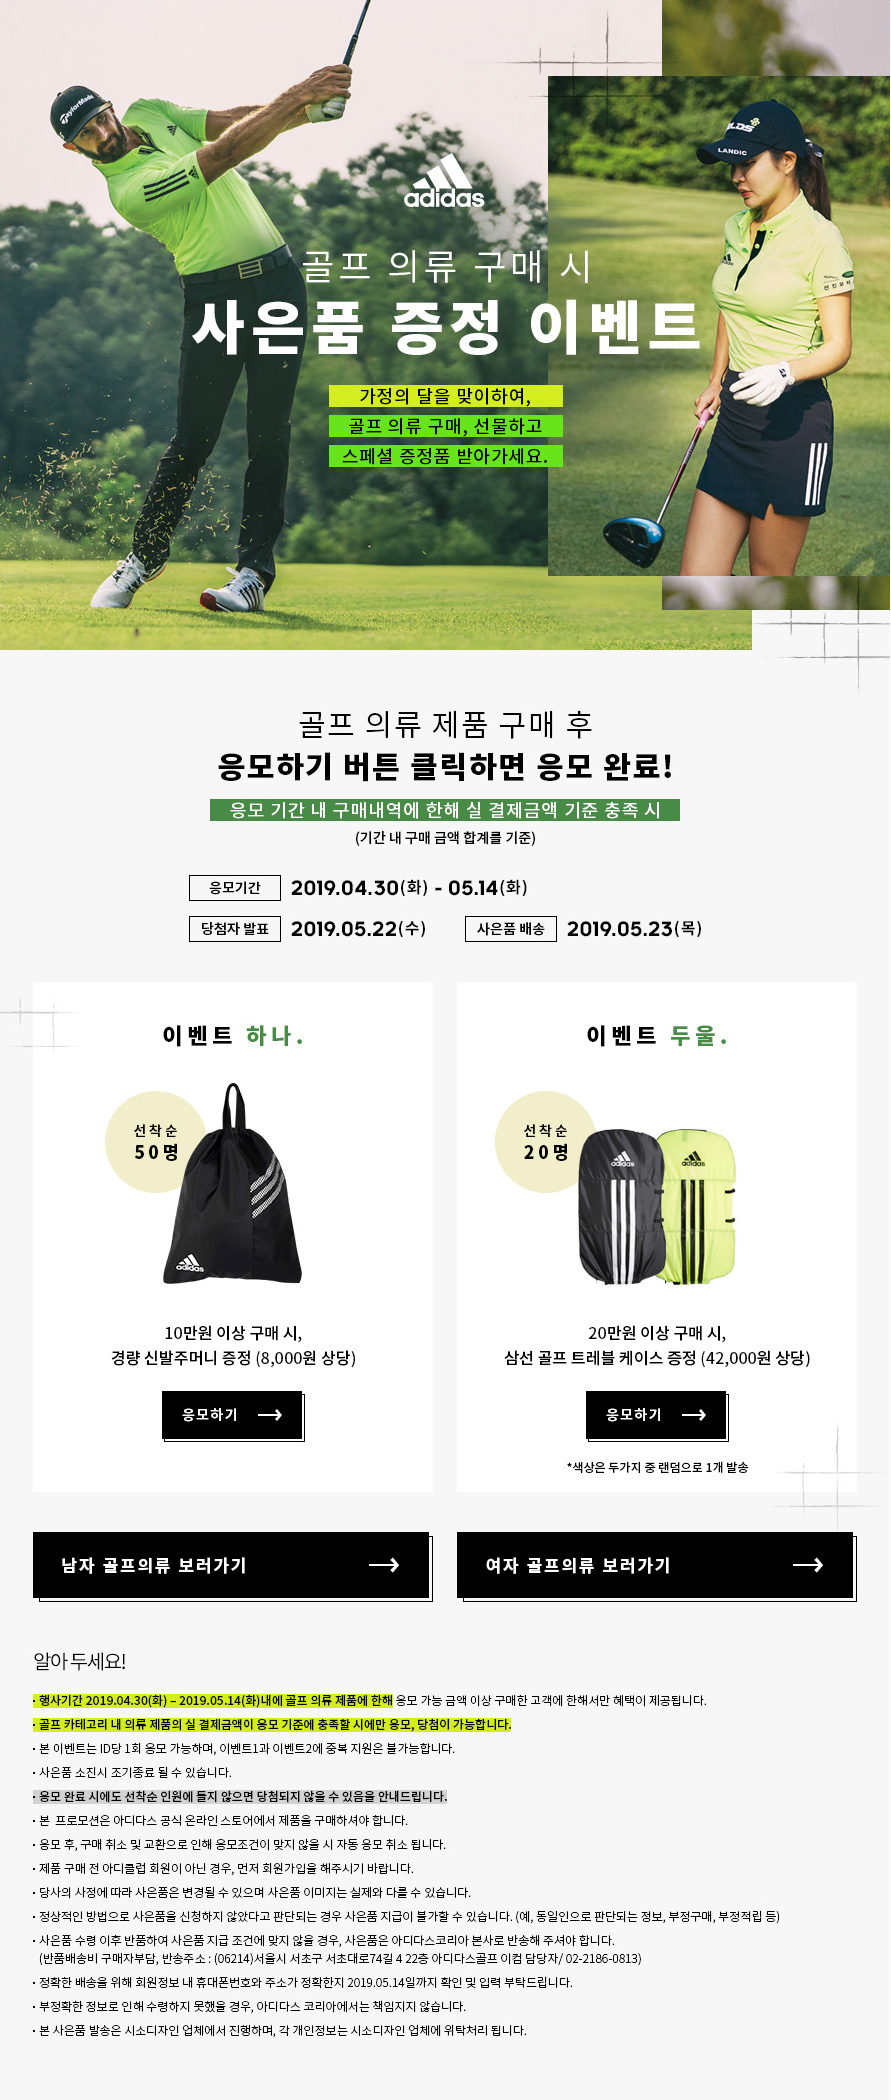 TaylorMade
LDS
LANDIC
adidas
골프 의류 구매 시
사은품 증정 이벤트
가정의 달을 맞이하여,
골프 의류 구매, 선물하고
스페셜 증정품 받아가세요.
골프 의류 제품 구매 후
응모하기 버튼 클릭하면 응모 완료!
응모 기간 내 구매내역에 한해 실 결제금액 기준 충족 시
(기간 내 구매 금액 합계를 기준)
응모기간 2019.04.30(화) - 05.14(화)
당첨자 발표 2019.05.22(수) 사은품 배송 2019.05.23(목)
이벤트 하나.
선착순
50명
adidas
10만원 이상 구매 시,
경량 신발주머니 증정 (8,000원 상당)
응모하기
이벤트 두울.
선착순
20명
adidas adidas
20만원 이상 구매 시,
삼선 골프 트레블 케이스 증정 (42,000원 상당)
응모하기
*색상은 두가지 중 랜덤으로 1개 발송
남자 골프의류 보러가기
여자 골프의류 보러가기
알아 두세요!
· 행사기간 2019.04.30(화) – 2019.05.14(화)내에 골프 의류 제품에 한해 응모 가능 금액 이상 구매한 고객에 한해서만 혜택이 제공됩니다.
· 골프 카테고리 내 의류 제품의 실 결제금액이 응모 기준에 충족할 시에만 응모, 당첨이 가능합니다.
· 본 이벤트는 ID당 1회 응모 가능하며, 이벤트1과 이벤트2에 중복 지원은 불가능합니다.
· 사은품 소진시 조기종료 될 수 있습니다.
· 응모 완료 시에도 선착순 인원에 들지 않으면 당첨되지 않을 수 있음을 안내드립니다.
· 본 프로모션은 아디다스 공식 온라인 스토어에서 제품을 구매하셔야 합니다.
· 응모 후, 구매 취소 및 교환으로 인해 응모조건이 맞지 않을 시 자동 응모 취소 됩니다.
· 제품 구매 전 아디클럽 회원이 아닌 경우, 먼저 회원가입을 해주시기 바랍니다.
· 당사의 사정에 따라 사은품은 변경될 수 있으며 사은품 이미지는 실제와 다를 수 있습니다.
· 정상적인 방법으로 사은품을 신청하지 않았다고 판단되는 경우 사은품 지급이 불가할 수 있습니다. (예, 동일인으로 판단되는 정보, 부정구매, 부정적립 등)
· 사은품 수령 이후 반품하여 사은품 지급 조건에 맞지 않을 경우, 사은품은 아디다스코리아 본사로 반송해 주셔야 합니다.
(반품배송비 구매자부담, 반송주소 : (06214)서울시 서초구 서초대로74길 4 22층 아디다스골프 이컴 담당자/ 02-2186-0813)
· 정확한 배송을 위해 회원정보 내 휴대폰번호와 주소가 정확한지 2019.05.14일까지 확인 및 입력 부탁드립니다.
· 부정확한 정보로 인해 수령하지 못했을 경우, 아디다스 코리아에서는 책임지지 않습니다.
· 본 사은품 발송은 시소디자인 업체에서 진행하며, 각 개인정보는 시소디자인 업체에 위탁처리 됩니다.